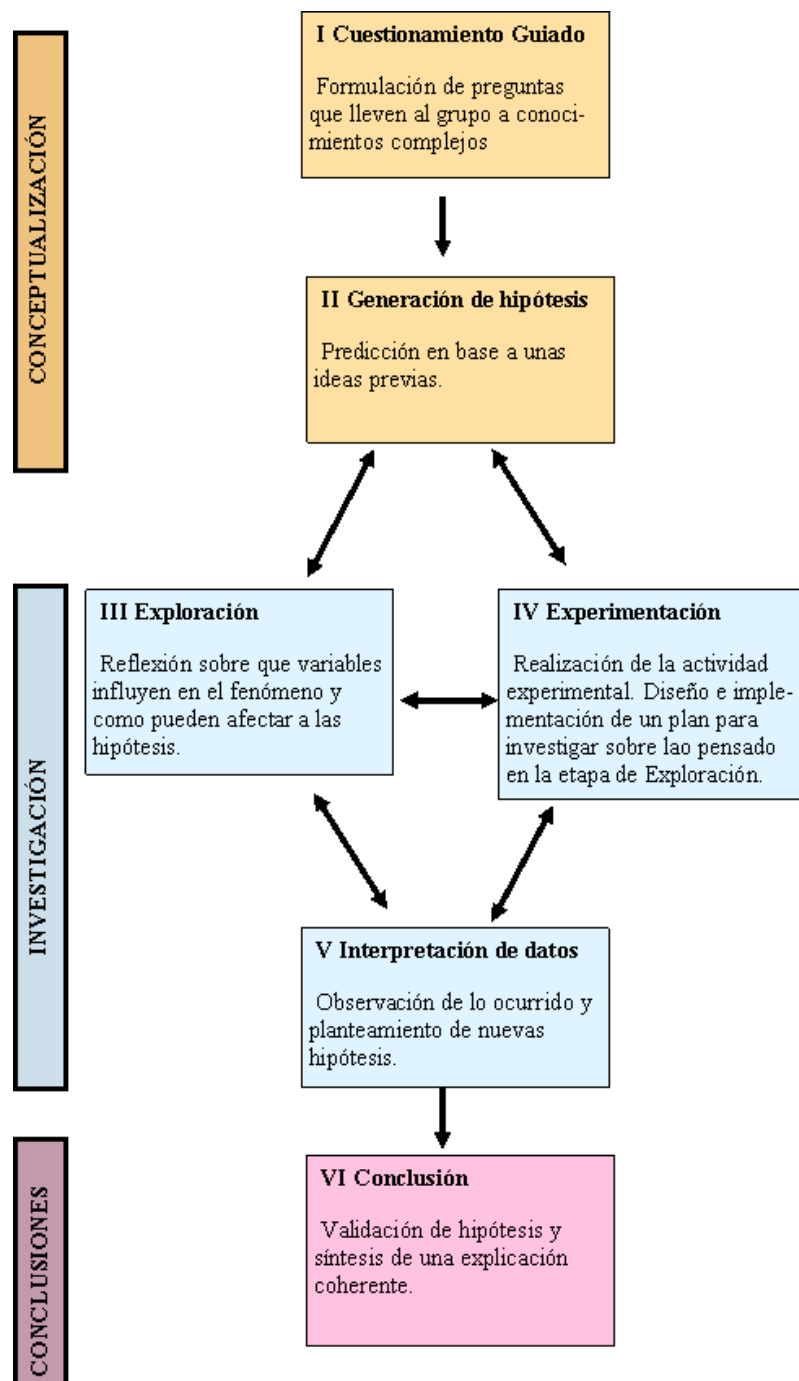 CONCEPTUALIZACIÓN
I Cuestionamiento Guiado
Formulación de preguntas
que lleven al grupo a conoci-
mientos complejos
II Generación de hipótesis
Predicción en base a unas
ideas previas.
INVESTIGACIÓN
III Exploración
Reflexión sobre que variables
influyen en el fenómeno y
como pueden afectar a las
hipótesis.
IV Experimentación
Realización de la actividad
experimental. Diseño e imple-
mentación de un plan para
investigar sobre lao pensado
en la etapa de Exploración.
V Interpretación de datos
Observación de lo ocurrido y
planteamiento de nuevas
hipótesis.
CONCLUSIONES
VI Conclusión
Validación de hipótesis y
síntesis de una explicación
coherente.